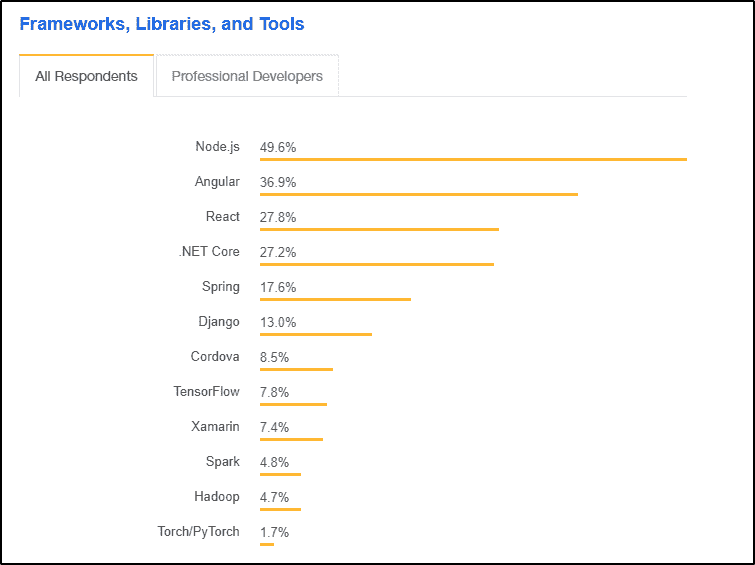 Frameworks, Libraries, and Tools
All Respondents Professional Developers
Node.js 49.6%
Angular 36.9%
React 27.8%
.NET Core 27.2%
Spring 17.6%
Django 13.0%
Cordova 8.5%
TensorFlow 7.8%
Xamarin 7.4%
Spark 4.8%
Hadoop 4.7%
Torch/PyTorch 1.7%